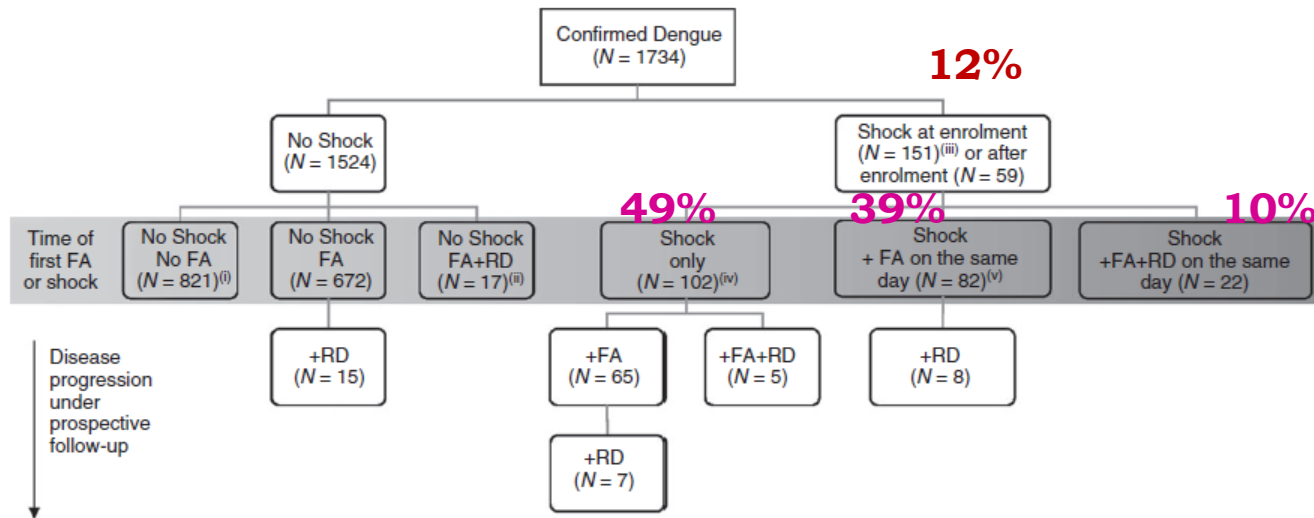 Confirmed Dengue
(N = 1734)
12%
No Shock
(N = 1524)
Shock at enrolment
(N = 151)(iii) or after
enrolment (N = 59)
49%
39%
10%
Time of
first FA
or shock
No Shock
No FA
(N = 821)(i)
No Shock
FA
(N = 672)
No Shock
FA+RD
(N = 17)(ii)
Shock
only
(N = 102)(iv)
Shock
+ FA on the same
day (N = 82)(v)
Shock
+FA+RD on the same
day (N = 22)
Disease
progression
under
prospective
follow-up
+RD
(N = 15)
+FA
(N = 65)
+FA+RD
(N = 5)
+RD
(N = 8)
+RD
(N = 7)